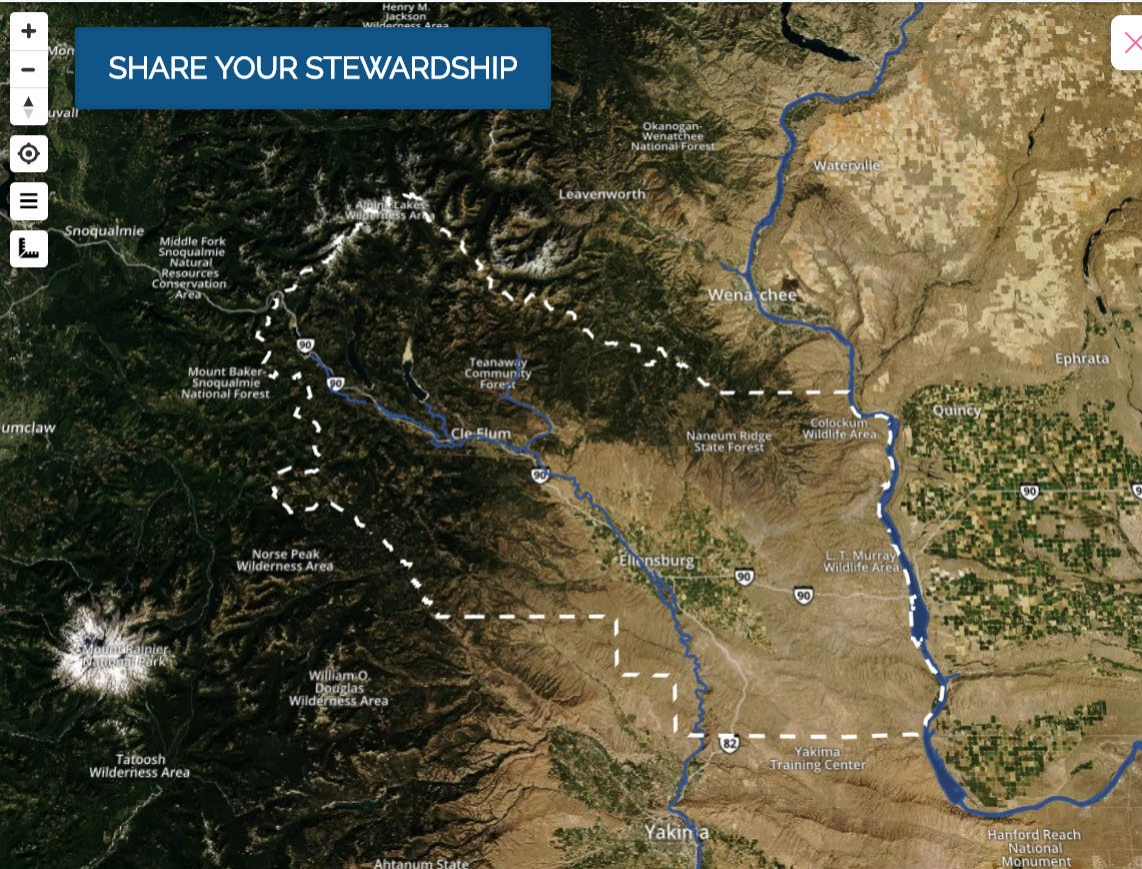 Henry M.
Jackson
Wilderness Area
SHARE YOUR STEWARDSHIP
Mon
uvall
Okanogan-
Wenatchee
National Forest
Waterville
Leavenworth
Alpine Lakes
Wilderness Area
Snoqualmie
Middle Fork
Snoqualmie
Natural
Resources
Conservation
Area
Wenatchee
90
Ephrata
Mount Baker-
Snoqualmie
National Forest
90
Teanaway
Community
Forest
Quincy
umclaw
Cle Elum
Naneum Ridge
State Forest
Colockum
Wildlife Area
90
90
9
Norse Peak
Wilderness Area
Ellensburg
L. T. Murray
Wildlife Area
90
90
Mount Rainier
National Park
William O.
Douglas
Wilderness Area
82
Yakima
Training Center
Tatoosh
Wilderness Area
Yakima
Hanford Reach
National
Monument
Ahtanum State